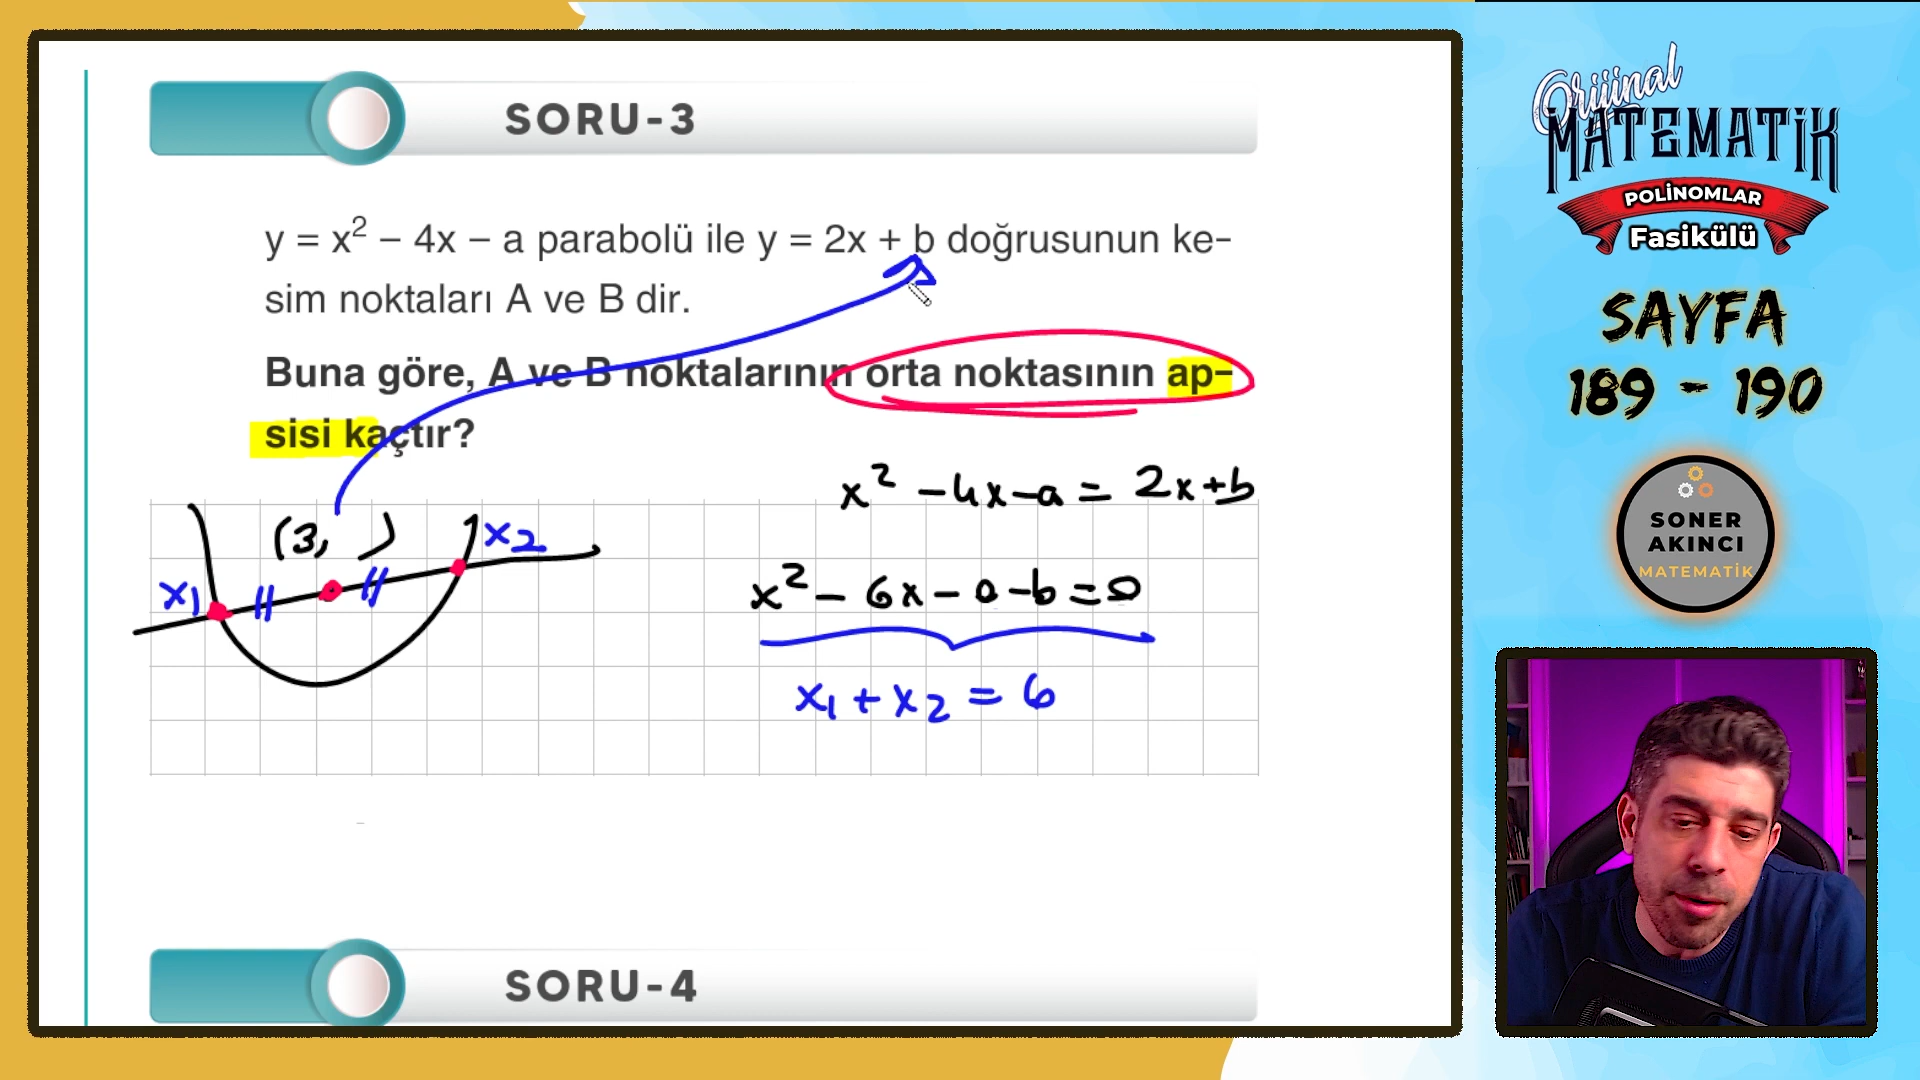 SORU-3
y = x² − 4x − a parabolü ile y = 2x + b doğrusunun ke-
sim noktaları A ve B dir.
Buna göre, A ve B noktalarının orta noktasının ap-
sisi kaçtır?
x² − 4x − a = 2x + b
(3, )
x₂
x₁
x² − 6x − a − b = 0
x₁ + x₂ = 6
SORU-4
Orijinal
MATEMATİK
POLİNOMLAR
Fasikülü
SAYFA
189 - 190
SONER
AKINCI
MATEMATİK